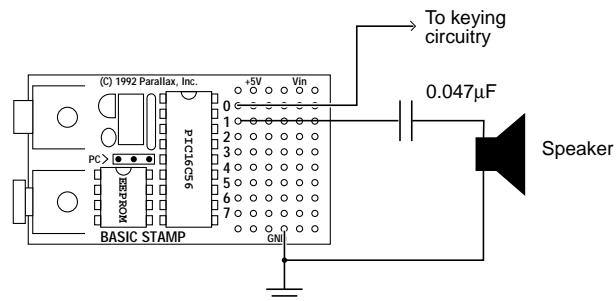 To keying
circuitry
(C) 1992 Parallax, Inc.
+5V
Vin
0.047µF
0
1
2
3
4
5
6
7
PC>
PIC16C56
EEPROM
Speaker
BASIC STAMP
GND